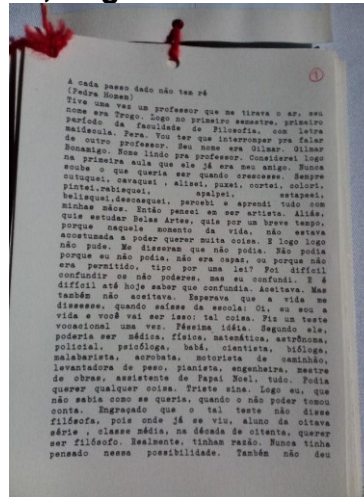 1
A cada passo dado não tem ré
(Pedra Homem)
Tive uma vez um professor que me tirava o ar, seu
nome era Trogo. Logo no primeiro semestre, primeiro
período da faculdade de Filosofia, com letra
maiúscula. Pera. Vou ter que interromper pra falar
de outro professor. Seu nome era Gilmar. Gilmar
Bonamigo. Nome lindo pra professor. Considerei logo
na primeira aula que ele já era meu amigo. Nunca
soube o que queria ser quando crescesse. Sempre
cutuquei, cavaquei , alisei, puxei, cortei, colori,
pintei,rabisquei, apalpei, estapeei,
belisquei,descasquei, percebi e aprendi tudo com
minhas mãos. Então pensei em ser artista. Aliás,
quis estudar Belas Artes, quis por um breve tempo,
porque naquele momento da vida, não estava
acostumada a poder querer muita coisa. E logo logo
não pude. Me disseram que não podia. Não podia
porque eu não podia, não era capaz, ou porque não
era permitido, tipo por uma lei? Foi difícil
confundir os não poderes, mas eu confundi. E é
difícil até hoje saber que confundia. Aceitava. Mas
também não aceitava. Esperava que a vida me
dissesse, quando saísse da escola: Oi, eu sou a
vida e você vai ser isso: tal coisa. Fiz um teste
vocacional uma vez. Péssima idéia. Segundo ele,
poderia ser médica, física, matemática, astrônoma,
policial, psicóloga, babá, cientista, bióloga,
malabarista, acrobata, motorista de caminhão,
levantadora de peso, pianista, engenheira, mestre
de obras, assistente de Papai Noel, tudo. Podia
querer qualquer coisa. Triste sina. Logo eu, que
não sabia como se queria, quando o não poder tomou
conta. Engraçado que o tal teste não disse
filósofa, pois onde já se viu, aluno da oitava
série , classe média, na década de oitenta, querer
ser filósofo. Realmente, tinham razão. Nunca tinha
pensado nessa possibilidade. Também não deu